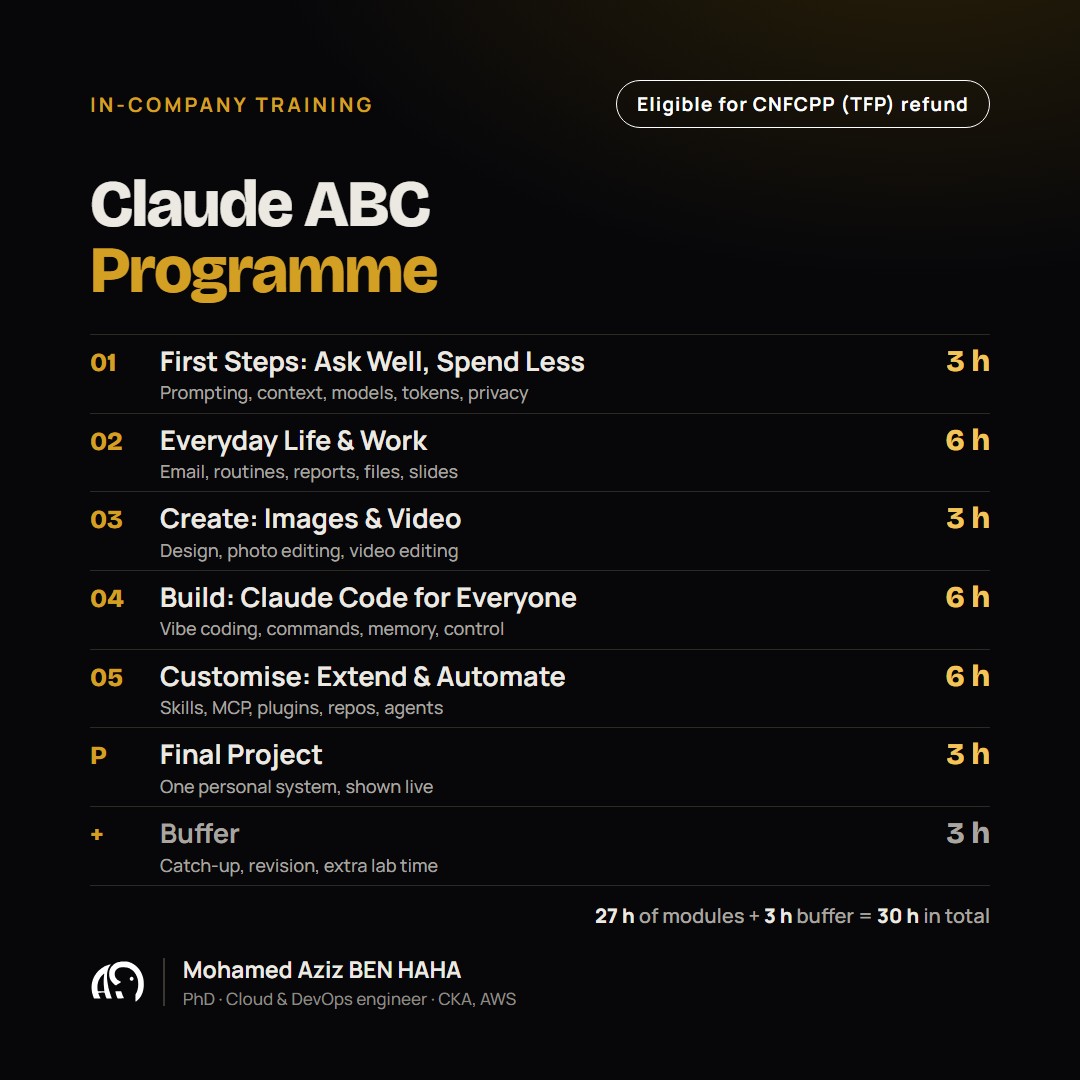 IN-COMPANY TRAINING
Eligible for CNFCPP (TFP) refund
Claude ABC
Programme
01 First Steps: Ask Well, Spend Less 3 h
Prompting, context, models, tokens, privacy
02 Everyday Life & Work 6 h
Email, routines, reports, files, slides
03 Create: Images & Video 3 h
Design, photo editing, video editing
04 Build: Claude Code for Everyone 6 h
Vibe coding, commands, memory, control
05 Customise: Extend & Automate 6 h
Skills, MCP, plugins, repos, agents
P Final Project 3 h
One personal system, shown live
+ Buffer 3 h
Catch-up, revision, extra lab time
27 h of modules + 3 h buffer = 30 h in total
Mohamed Aziz BEN HAHA
PhD · Cloud & DevOps engineer · CKA, AWS